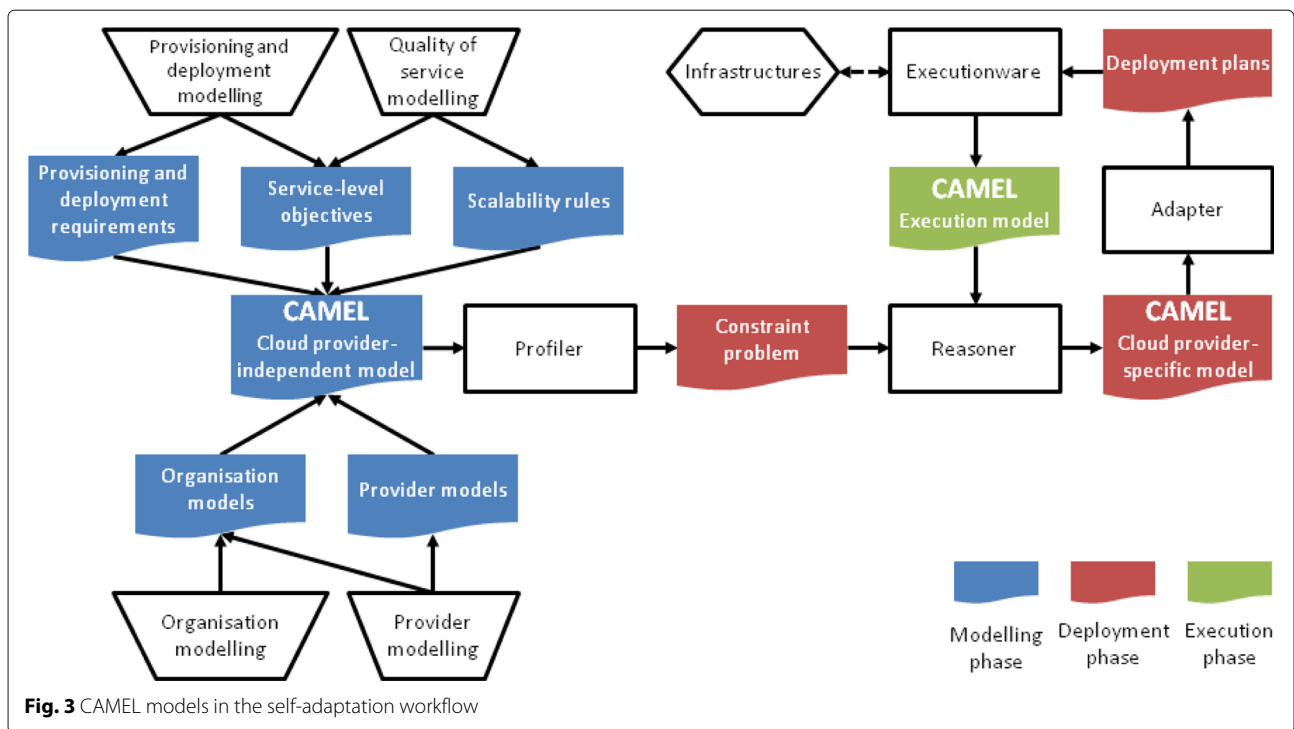 Provisioning and
deployment
modelling
Quality of
service
modelling
Infrastructures
Executionware
Deployment plans
Provisioning and
deployment
requirements
Service-level
objectives
Scalability rules
CAMEL
Execution model
Adapter
CAMEL
Cloud provider-
independent model
Profiler
Constraint
problem
Reasoner
CAMEL
Cloud provider-
specific model
Organisation
models
Provider models
Organisation
modelling
Provider
modelling
Modelling
phase
Deployment
phase
Execution
phase
Fig. 3 CAMEL models in the self-adaptation workflow